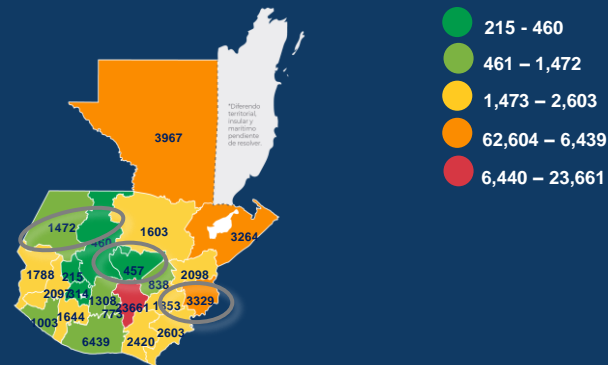 215 - 460
461 – 1,472
1,473 – 2,603
62,604 – 6,439
6,440 – 23,661
*Diferendo
territorial,
insular y
marítimo
pendiente
de resolver.
3967
1472
460
1603
3264
1788
215
457
2098
838
2097
314
1308
773
23661
1353
3329
1003
1644
6439
2420
2603